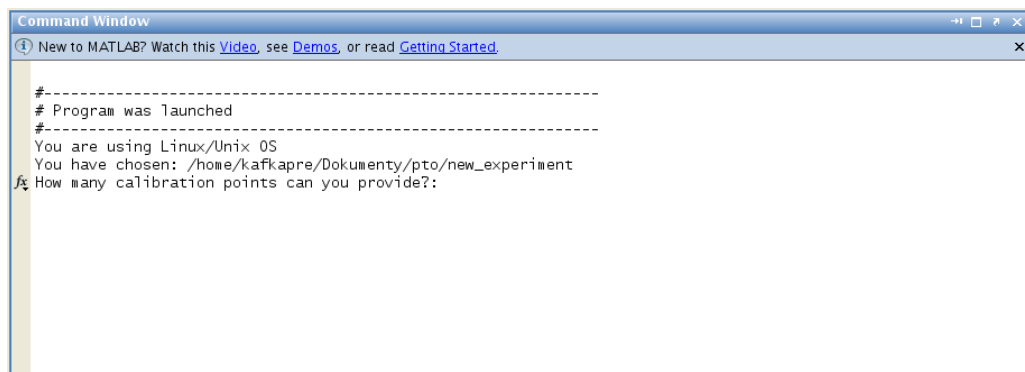 Command Window
New to MATLAB? Watch this Video, see Demos, or read Getting Started.
#---------------------------------------------------------------
# Program was launched
#---------------------------------------------------------------
You are using Linux/Unix OS
You have chosen: /home/kafkapre/Dokumenty/pto/new_experiment
fx How many calibration points can you provide?: